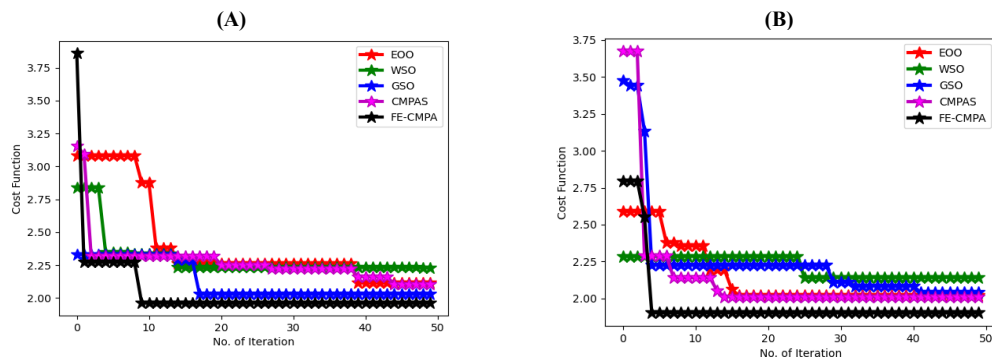 (A)
3.75
3.50
3.25
3.00
2.75
2.50
2.25
2.00
Cost Function
0
10
20
30
40
50
No. of Iteration
EOO
WSO
GSO
CMPAS
FE-CMPA
(B)
3.75
3.50
3.25
3.00
2.75
2.50
2.25
2.00
Cost Function
0
10
20
30
40
50
No. of Iteration
EOO
WSO
GSO
CMPAS
FE-CMPA